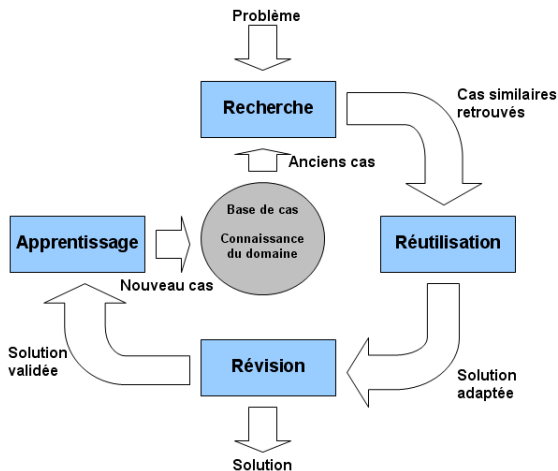 Problème
Recherche
Cas similaires
retrouvés
Anciens cas
Base de cas
Connaissance
du domaine
Apprentissage
Réutilisation
Nouveau cas
Solution
validée
Révision
Solution
adaptée
Solution